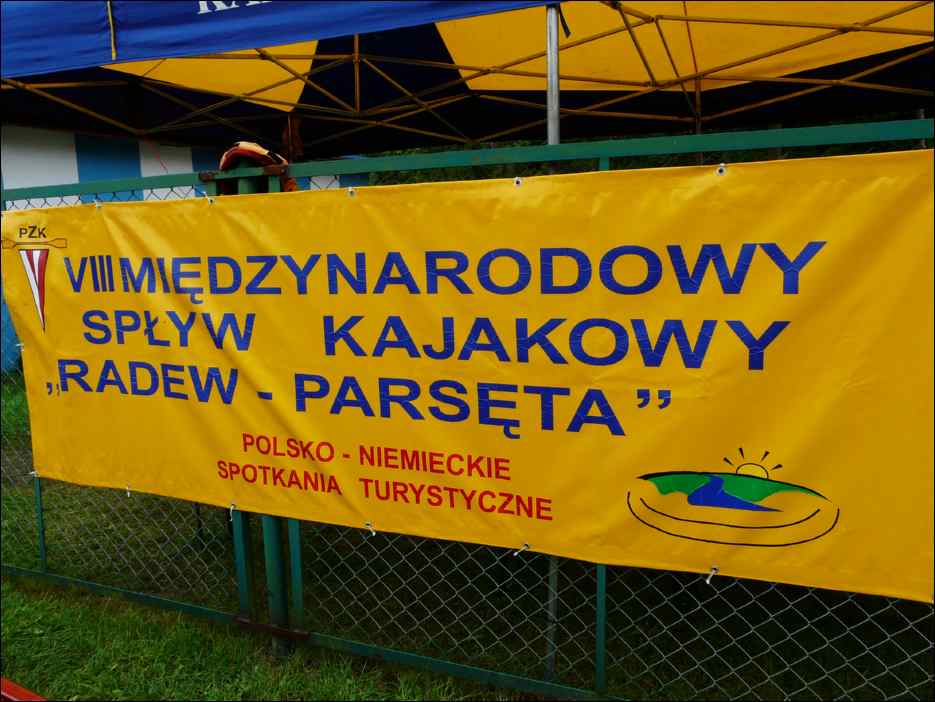 PZK
VIII MIĘDZYNARODOWY
SPŁYW KAJAKOWY
„RADEW - PARSĘTA”
POLSKO - NIEMIECKIE
SPOTKANIA TURYSTYCZNE